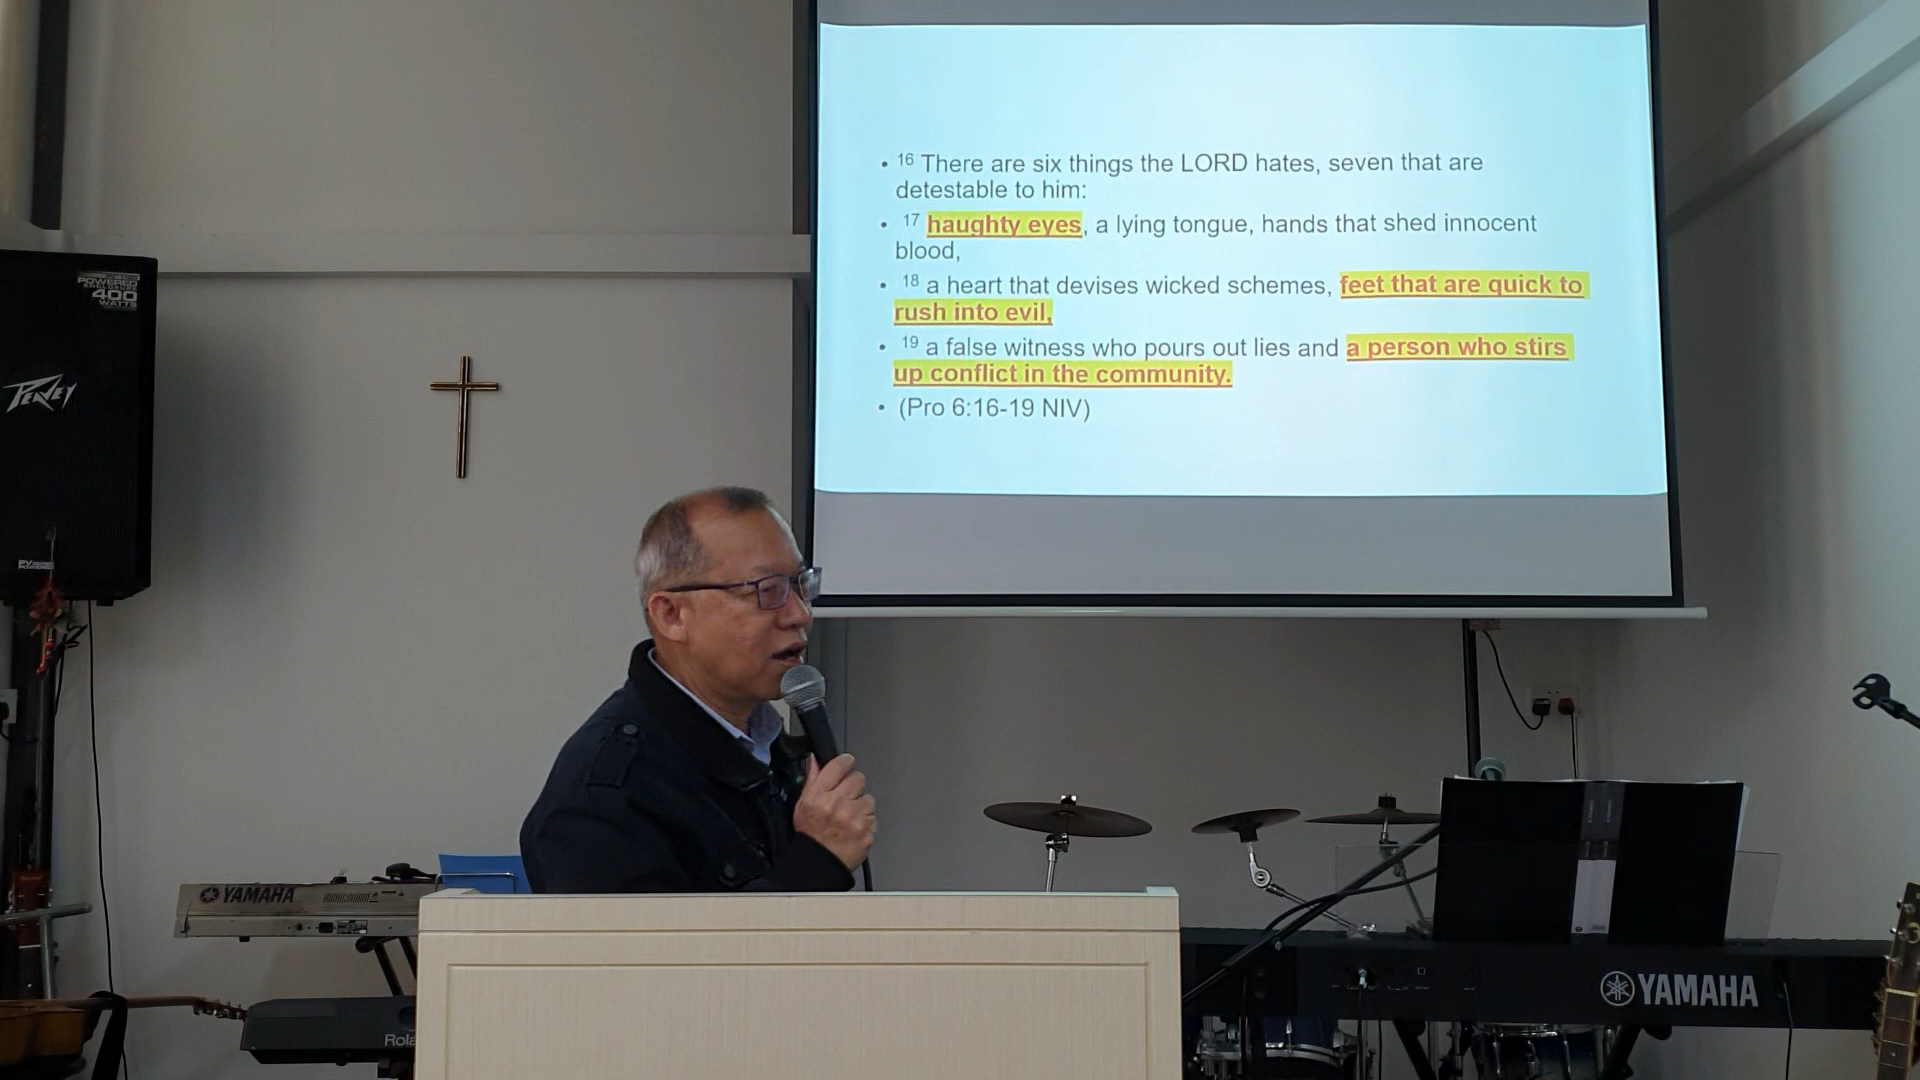 • 16 There are six things the LORD hates, seven that are
detestable to him:
• 17 haughty eyes, a lying tongue, hands that shed innocent
blood,
• 18 a heart that devises wicked schemes, feet that are quick to
rush into evil,
• 19 a false witness who pours out lies and a person who stirs
up conflict in the community.
• (Pro 6:16-19 NIV)
POWERED
ENCLOSURE
400
WATTS
PEAVEY
YAMAHA
YAMAHA
Rola